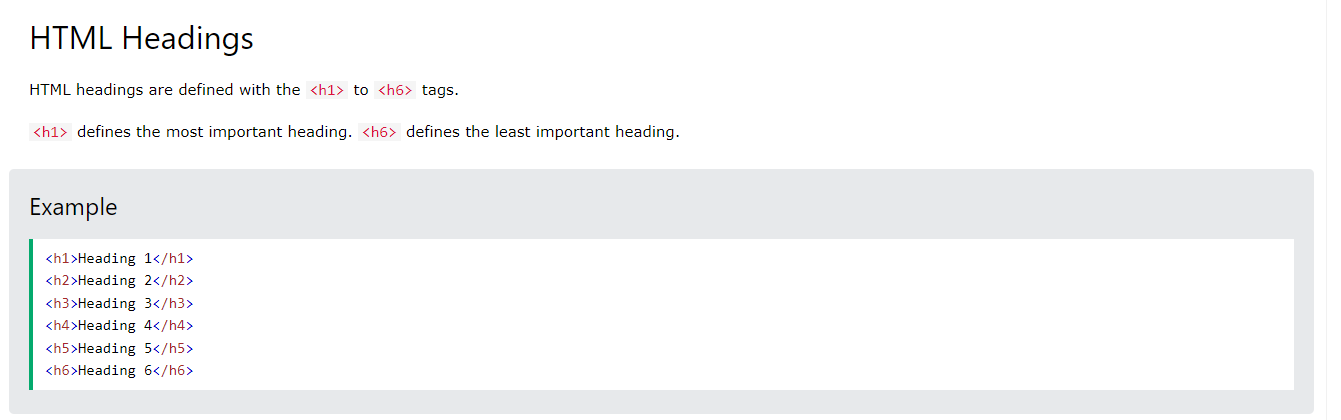 HTML Headings
HTML headings are defined with the <h1> to <h6> tags.
<h1> defines the most important heading. <h6> defines the least important heading.
Example
<h1>Heading 1</h1>
<h2>Heading 2</h2>
<h3>Heading 3</h3>
<h4>Heading 4</h4>
<h5>Heading 5</h5>
<h6>Heading 6</h6>